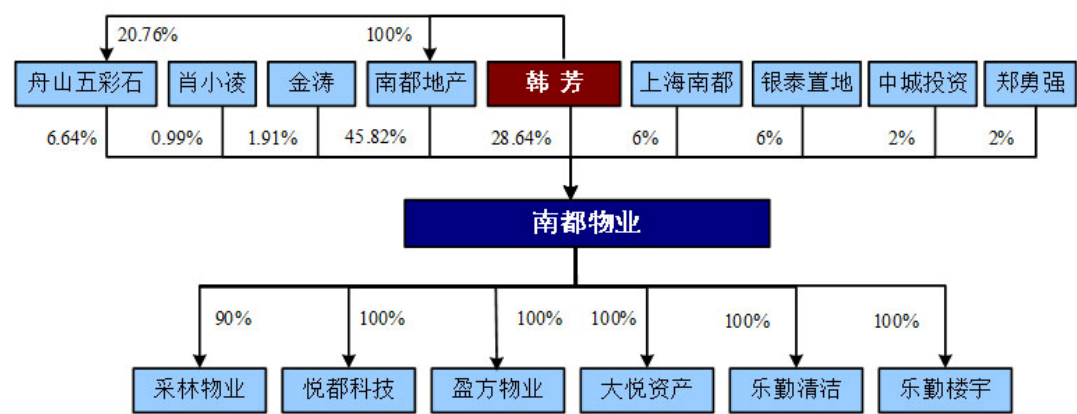 20.76% 100%
舟山五彩石 肖小凌 金涛 南都地产 韩 芳 上海南都 银泰置地 中城投资 郑勇强
6.64% 0.99% 1.91% 45.82% 28.64% 6% 6% 2% 2%
南都物业
90% 100% 100% 100% 100% 100%
采林物业 悦都科技 盈方物业 大悦资产 乐勤清洁 乐勤楼宇